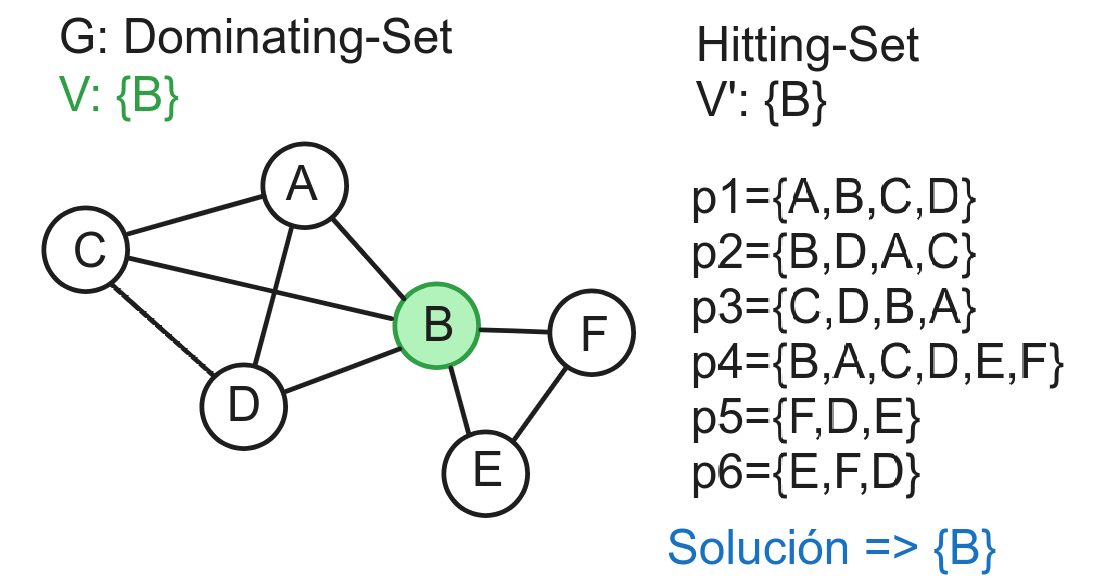 G: Dominating-Set
V: {B}
Hitting-Set
V': {B}
A
C
B
F
D
E
p1={A,B,C,D}
p2={B,D,A,C}
p3={C,D,B,A}
p4={B,A,C,D,E,F}
p5={F,D,E}
p6={E,F,D}
Solución => {B}